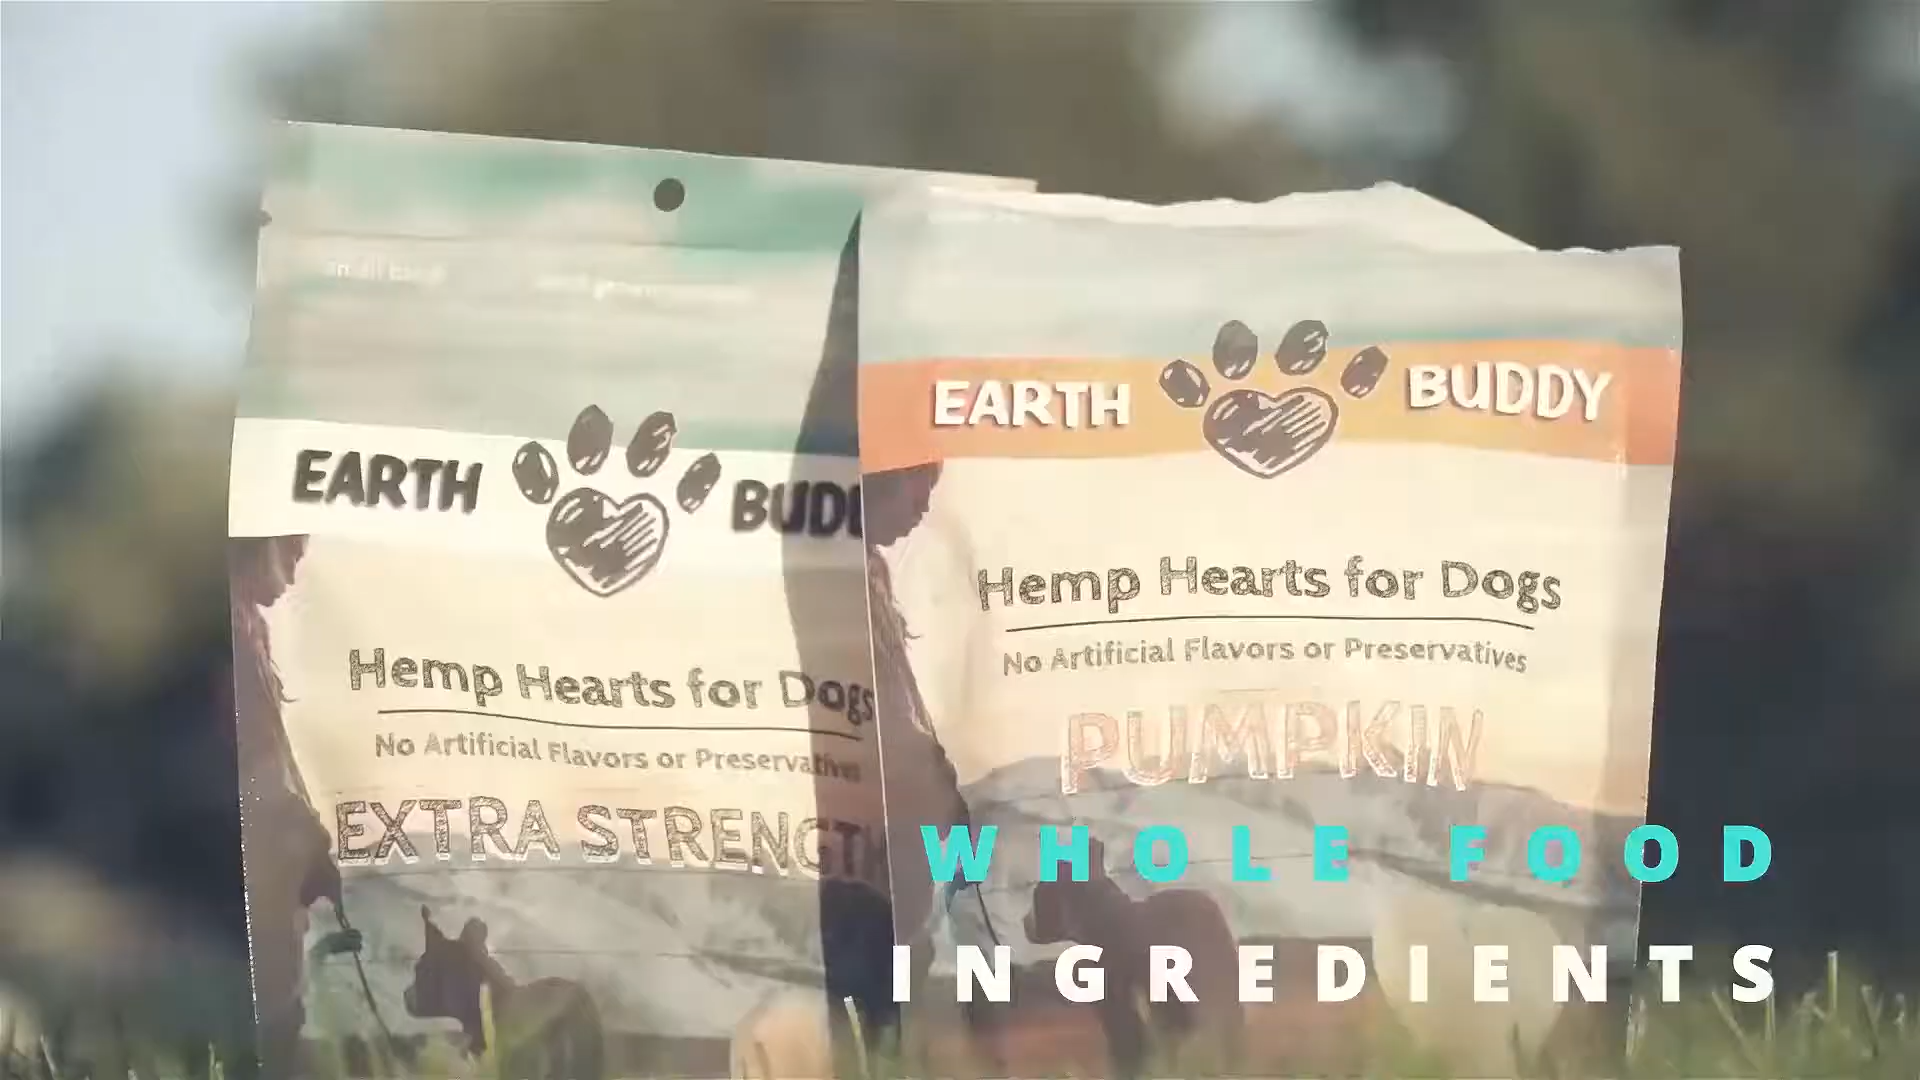 EARTH BUDD
Hemp Hearts for Dogs
No Artificial Flavors or Preservatives
EXTRA STRENGT
EARTH BUDDY
Hemp Hearts for Dogs
No Artificial Flavors or Preservatives
PUMPKIN
WHOLE FOOD
INGREDIENTS